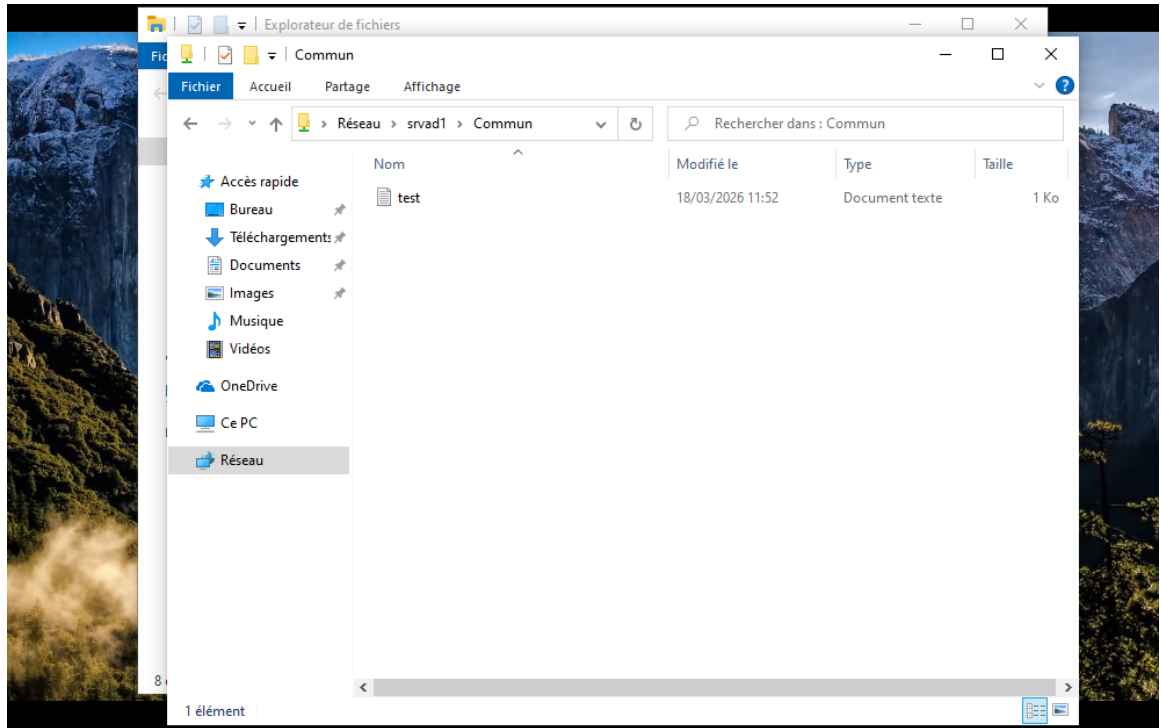 Explorateur de fichiers
Fic
Commun
Fichier Accueil Partage Affichage
Réseau > srvad1 > Commun
Rechercher dans : Commun
Nom Modifié le Type Taille
Accès rapide
test 18/03/2026 11:52 Document texte 1 Ko
Bureau
Téléchargements
Documents
Images
Musique
Vidéos
OneDrive
Ce PC
Réseau
8
1 élément